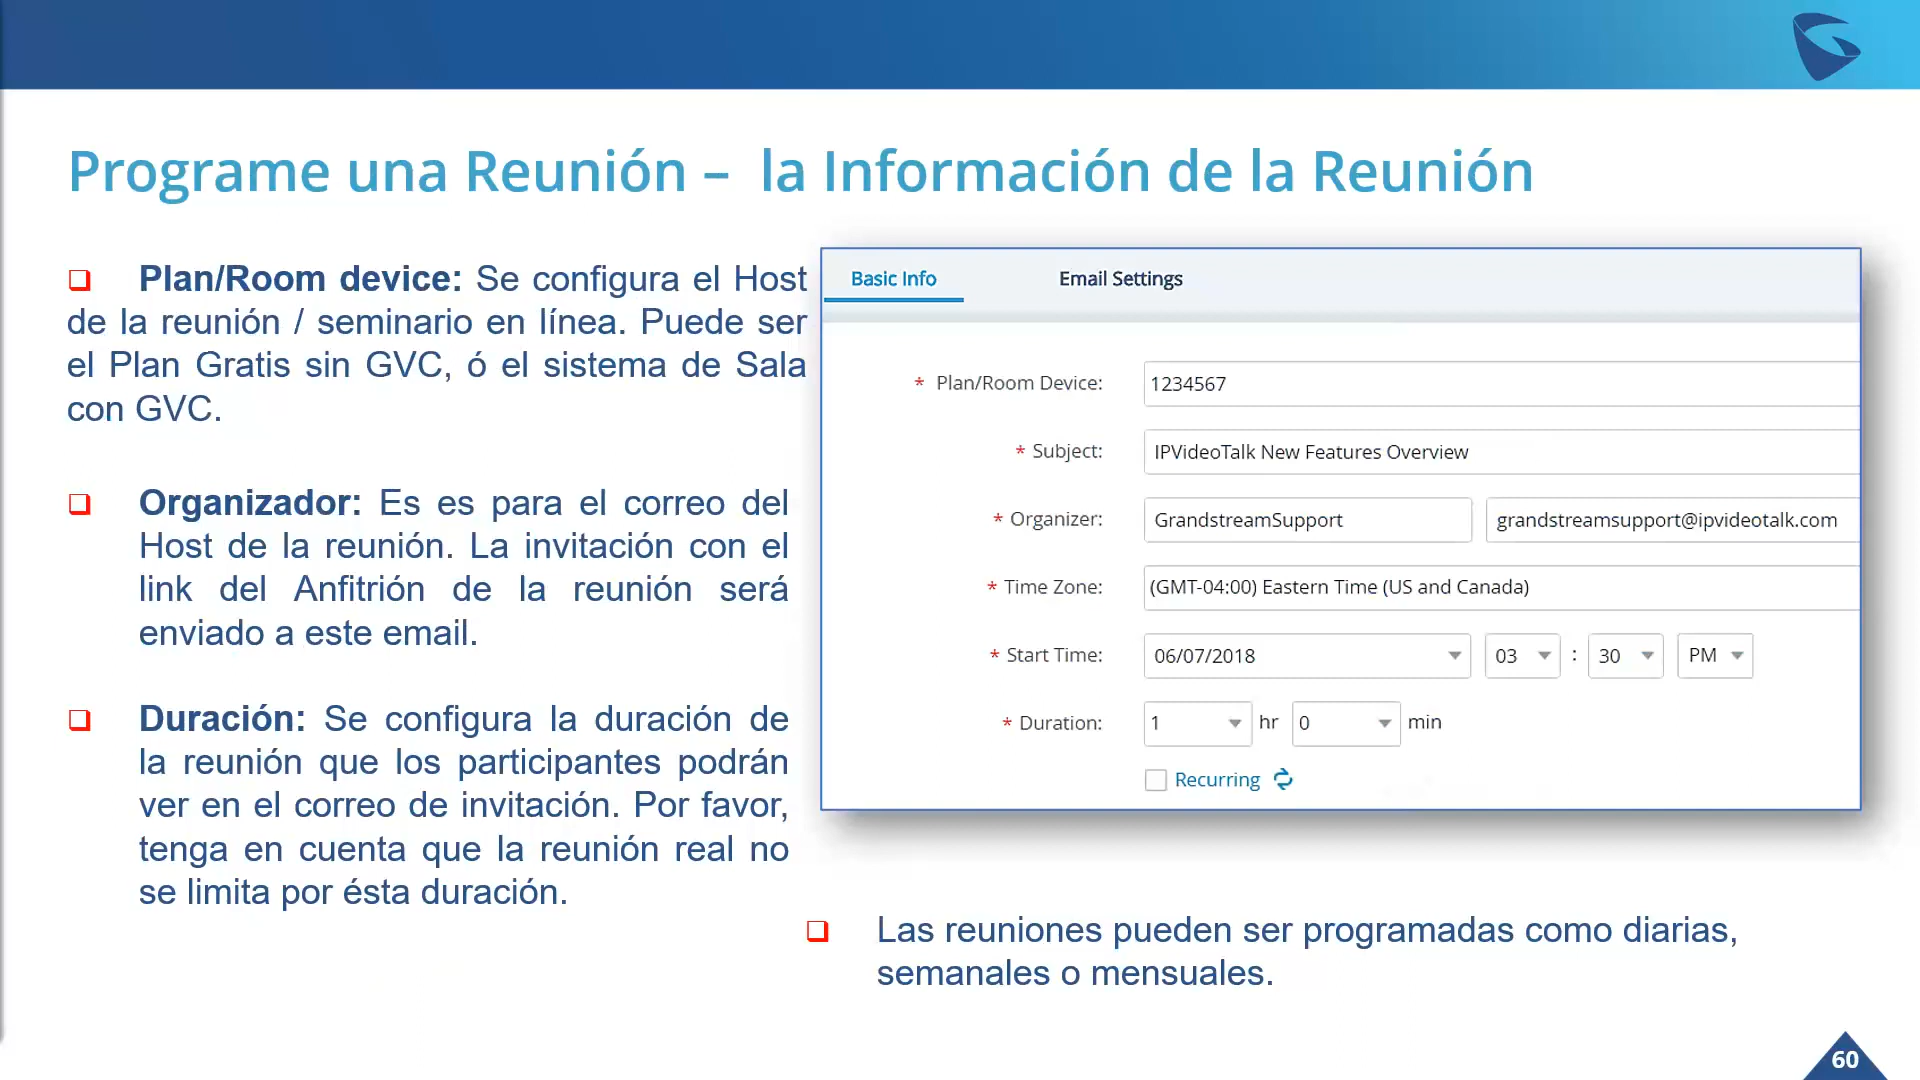 Programe una Reunión – la Información de la Reunión
Plan/Room device: Se configura el Host
de la reunión / seminario en línea. Puede ser
el Plan Gratis sin GVC, ó el sistema de Sala
con GVC.
Organizador: Es es para el correo del
Host de la reunión. La invitación con el
link del Anfitrión de la reunión será
enviado a este email.
Duración: Se configura la duración de
la reunión que los participantes podrán
ver en el correo de invitación. Por favor,
tenga en cuenta que la reunión real no
se limita por ésta duración.
Basic Info Email Settings
* Plan/Room Device: 1234567
* Subject: IPVideoTalk New Features Overview
* Organizer: GrandstreamSupport grandstreamsupport@ipvideotalk.com
* Time Zone: (GMT-04:00) Eastern Time (US and Canada)
* Start Time: 06/07/2018 03 : 30 PM
* Duration: 1 hr 0 min
Recurring
Las reuniones pueden ser programadas como diarias,
semanales o mensuales.
60